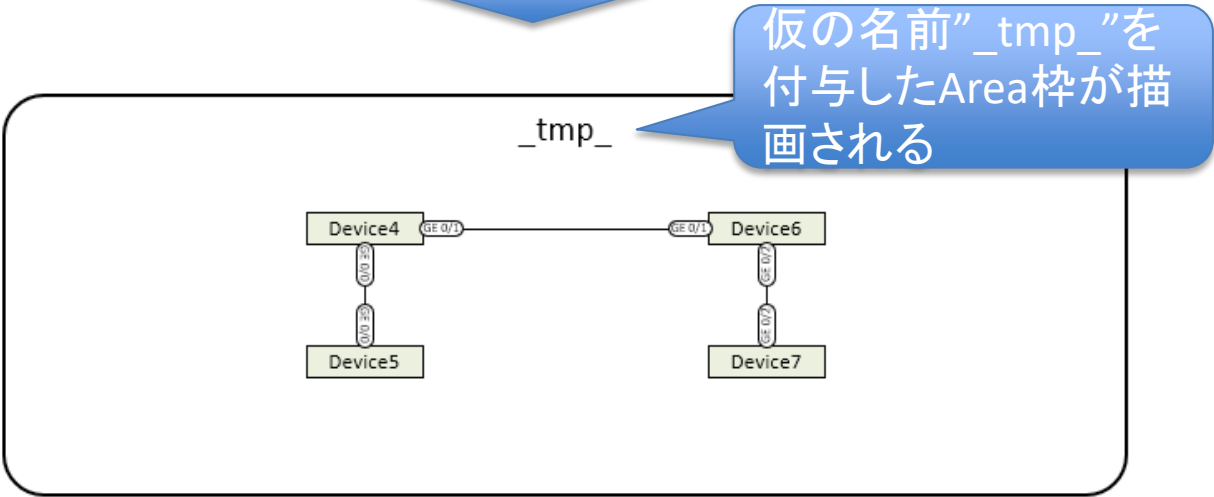 仮の名前”_tmp_”を
付与したArea枠が描
画される
_tmp_
Device4
GE 0/1
GE 0/1
Device6
GE 0/0
GE 0/2
GE 0/0
GE 0/2
Device5
Device7